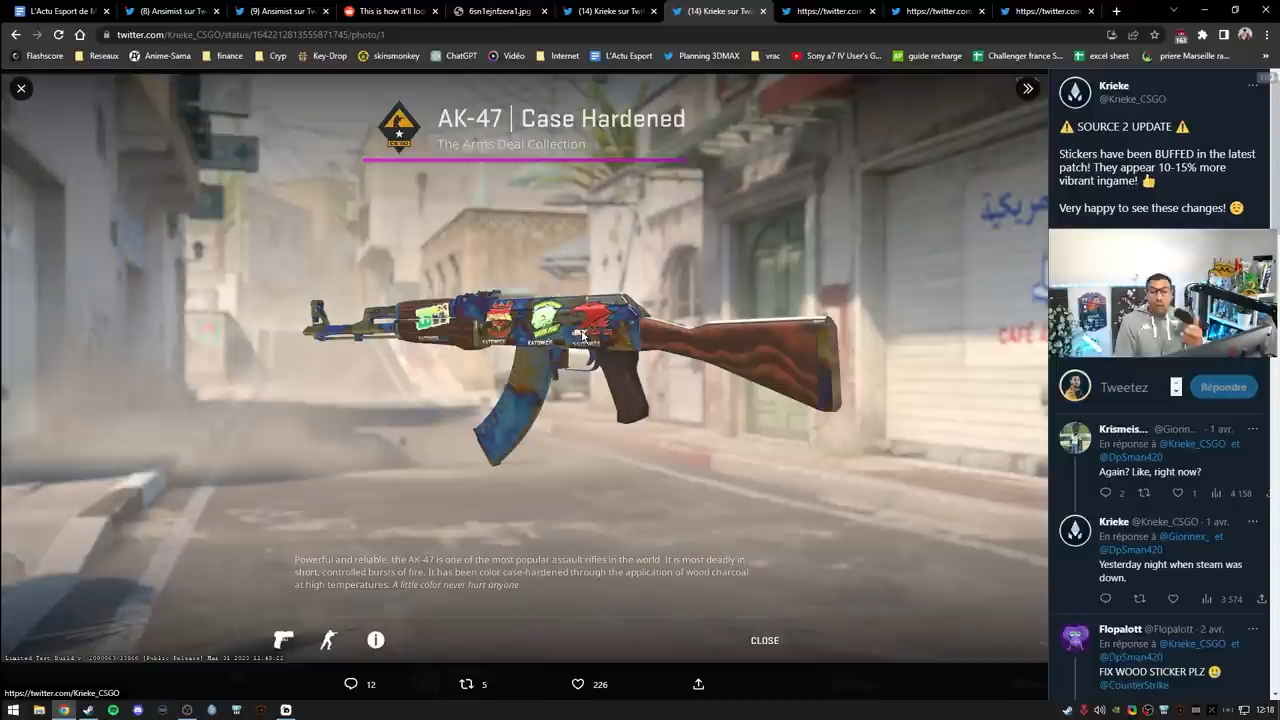 L'Actu Esport du M
(8) Ansimist sur Tw
(9) Ansimist sur Tw
This is how it'll loo
6sn1ejnfzera1.jpg
(14) Krieke sur Twi
(14) Krieke sur Twi
https://twitter.com
https://twitter.com
https://twitter.com
twitter.com/Krieke_CSGO/status/1642212813555871745/photo/1
161
Flashscore
Reseaux
Anime-Sama
finance
Cryp
Key-Drop
skinsmonkey
ChatGPT
Vidéo
Internet
L'Actu Esport
Planning 3DMAX
vrac
Sony a7 IV User's G...
guide recharge
Challenger france S...
excel sheet
priere Marseille ra...
AK-47 | Case Hardened
The Arms Deal Collection
KATOWICE
KATOWICE
KATOWICE
Powerful and reliable, the AK-47 is one of the most popular assault rifles in the world. It is most deadly in
short, controlled bursts of fire. It has been color case-hardened through the application of wood charcoal
at high temperatures. A little color never hurt anyone
CLOSE
12
5
226
https://twitter.com/Krieke_CSGO
Krieke
@Krieke_CSGO
⚠️ SOURCE 2 UPDATE ⚠️
Stickers have been BUFFED in the latest
patch! They appear 10-15% more
vibrant ingame! 👍
Very happy to see these changes! ☺️
Tweetez
Répondre
Krismeis... @Giorin... · 1 avr.
En réponse à @Krieke_CSGO et
@DpSman420
Again? Like, right now?
2
1
4 158
Krieke @Krieke_CSGO · 1 avr.
En réponse à @Giorinex_ et
@DpSman420
Yesterday night when steam was
down.
3 574
Flopalott @Flopalott · 2 avr.
En réponse à @Krieke_CSGO et
@DpSman420
FIX WOOD STICKER PLZ 🙂
@CounterStrike
12:18